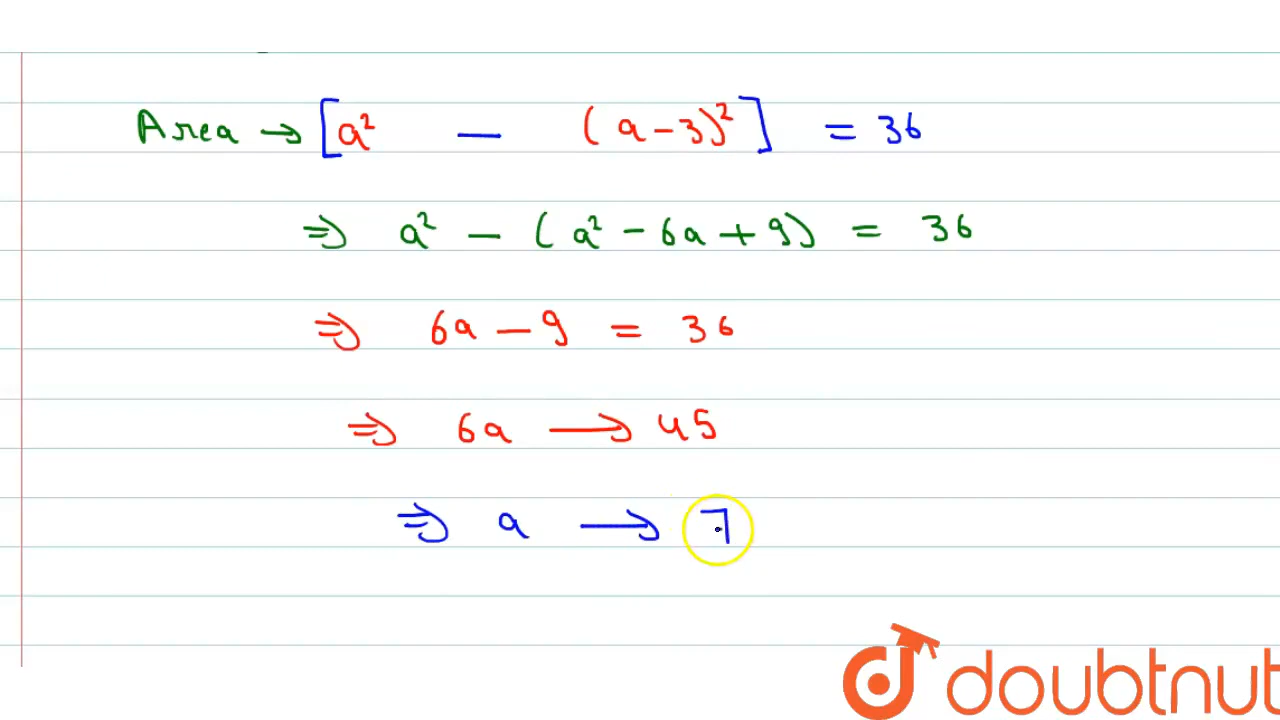 Area → [a² − (a−3)²] = 36
⇒ a² − (a² − 6a + 9) = 36
⇒ 6a − 9 = 36
⇒ 6a → 45
⇒ a → 7
doubtnut